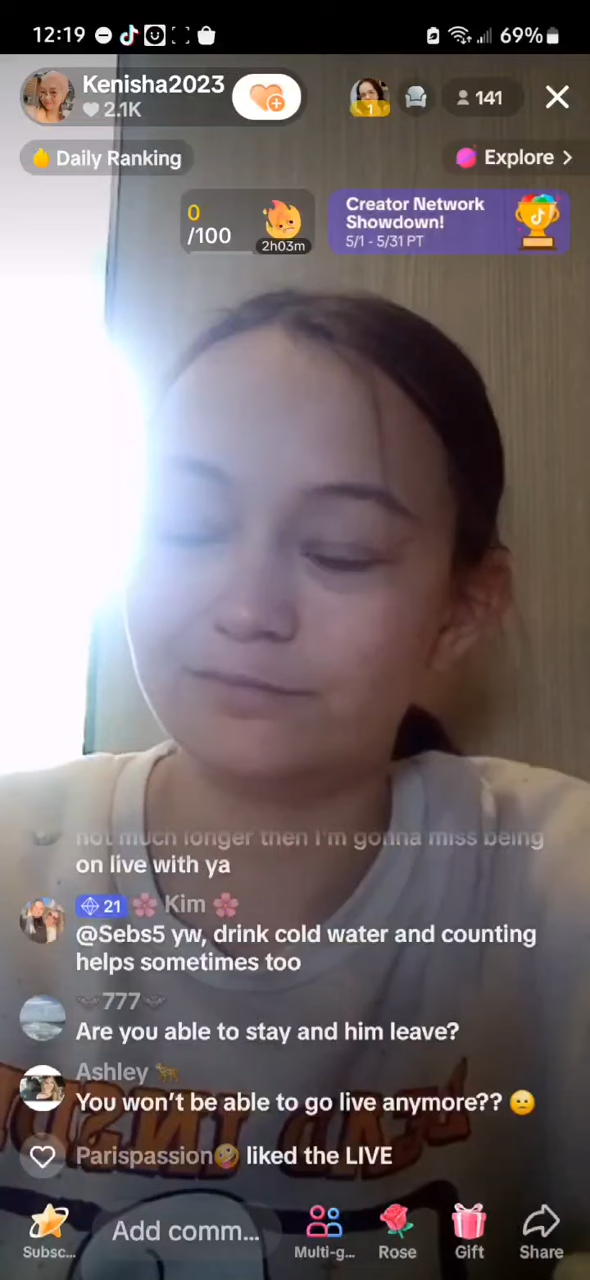 12:19
69%
Kenisha2023
2.1K
1
141
Daily Ranking
Explore >
0
/100
2h03m
Creator Network
Showdown!
5/1 - 5/31 PT
not much longer then I'm gonna miss being
on live with ya
21 🌸 Kim 🌸
@Sebs5 yw, drink cold water and counting
helps sometimes too
777
Are you able to stay and him leave?
Ashley 🐆
You won't be able to go live anymore?? 🙁
Parispassion🤪 liked the LIVE
Subsc...
Add comm...
Multi-g...
Rose
Gift
Share